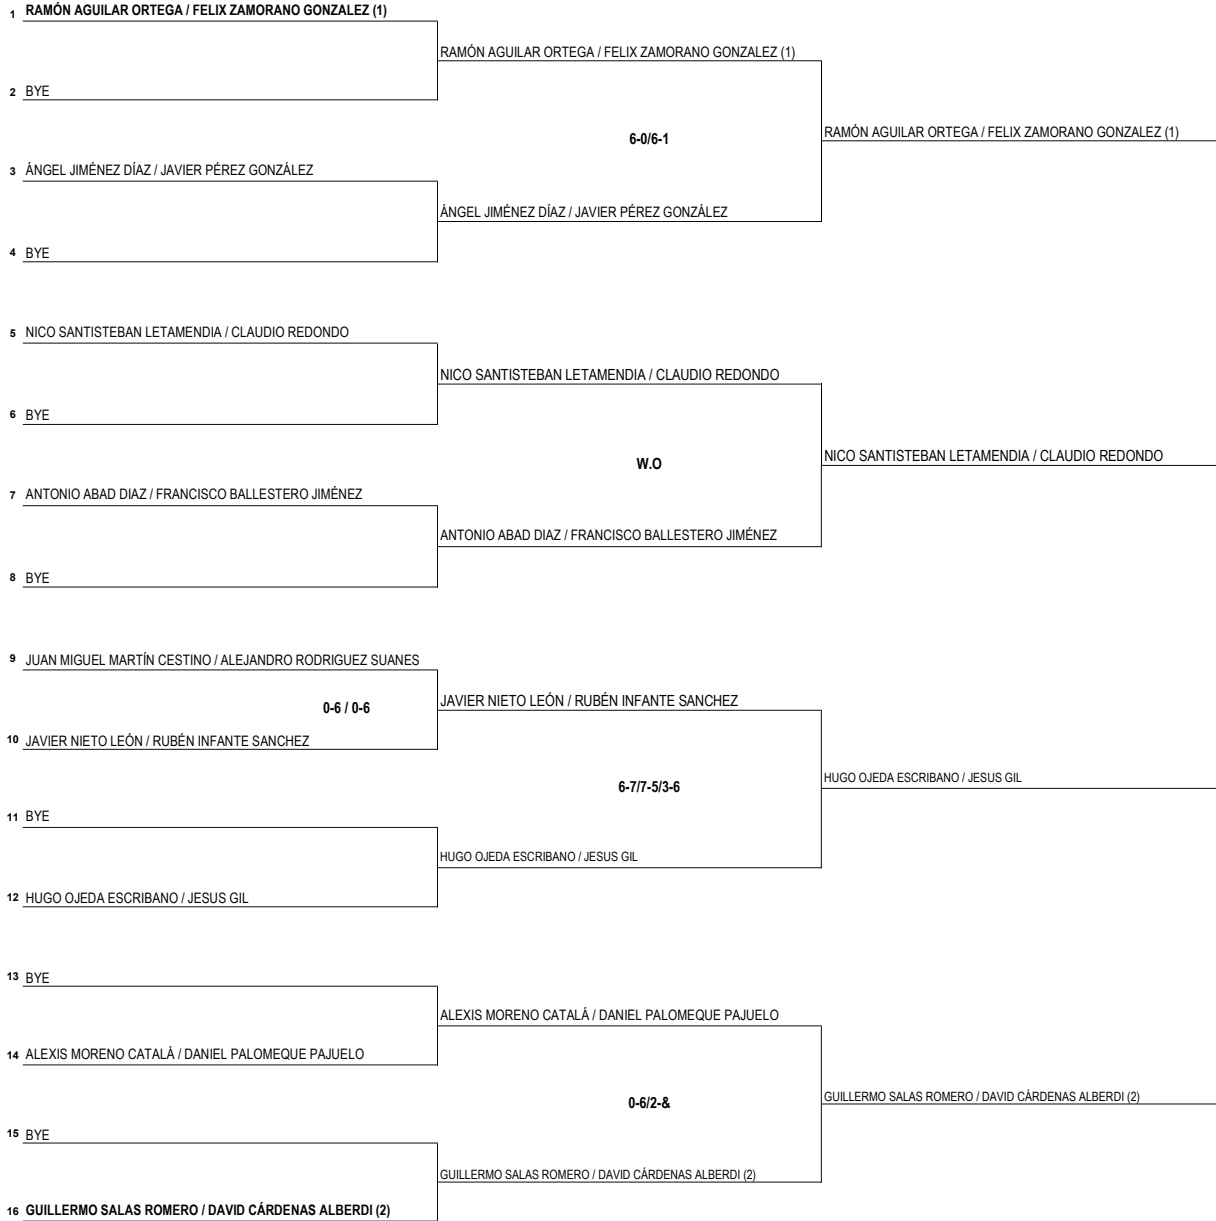 1 RAMÓN AGUILAR ORTEGA / FELIX ZAMORANO GONZALEZ (1)
RAMÓN AGUILAR ORTEGA / FELIX ZAMORANO GONZALEZ (1)
2 BYE
6-0/6-1
RAMÓN AGUILAR ORTEGA / FELIX ZAMORANO GONZALEZ (1)
3 ÁNGEL JIMÉNEZ DÍAZ / JAVIER PÉREZ GONZÁLEZ
ÁNGEL JIMÉNEZ DÍAZ / JAVIER PÉREZ GONZÁLEZ
4 BYE
5 NICO SANTISTEBAN LETAMENDIA / CLAUDIO REDONDO
NICO SANTISTEBAN LETAMENDIA / CLAUDIO REDONDO
6 BYE
W.O
NICO SANTISTEBAN LETAMENDIA / CLAUDIO REDONDO
7 ANTONIO ABAD DIAZ / FRANCISCO BALLESTERO JIMÉNEZ
ANTONIO ABAD DIAZ / FRANCISCO BALLESTERO JIMÉNEZ
8 BYE
9 JUAN MIGUEL MARTÍN CESTINO / ALEJANDRO RODRIGUEZ SUANES
0-6 / 0-6
JAVIER NIETO LEÓN / RUBÉN INFANTE SANCHEZ
10 JAVIER NIETO LEÓN / RUBÉN INFANTE SANCHEZ
6-7/7-5/3-6
HUGO OJEDA ESCRIBANO / JESUS GIL
11 BYE
HUGO OJEDA ESCRIBANO / JESUS GIL
12 HUGO OJEDA ESCRIBANO / JESUS GIL
13 BYE
ALEXIS MORENO CATALÁ / DANIEL PALOMEQUE PAJUELO
14 ALEXIS MORENO CATALÁ / DANIEL PALOMEQUE PAJUELO
0-6/2-&
GUILLERMO SALAS ROMERO / DAVID CÁRDENAS ALBERDI (2)
15 BYE
GUILLERMO SALAS ROMERO / DAVID CÁRDENAS ALBERDI (2)
16 GUILLERMO SALAS ROMERO / DAVID CÁRDENAS ALBERDI (2)